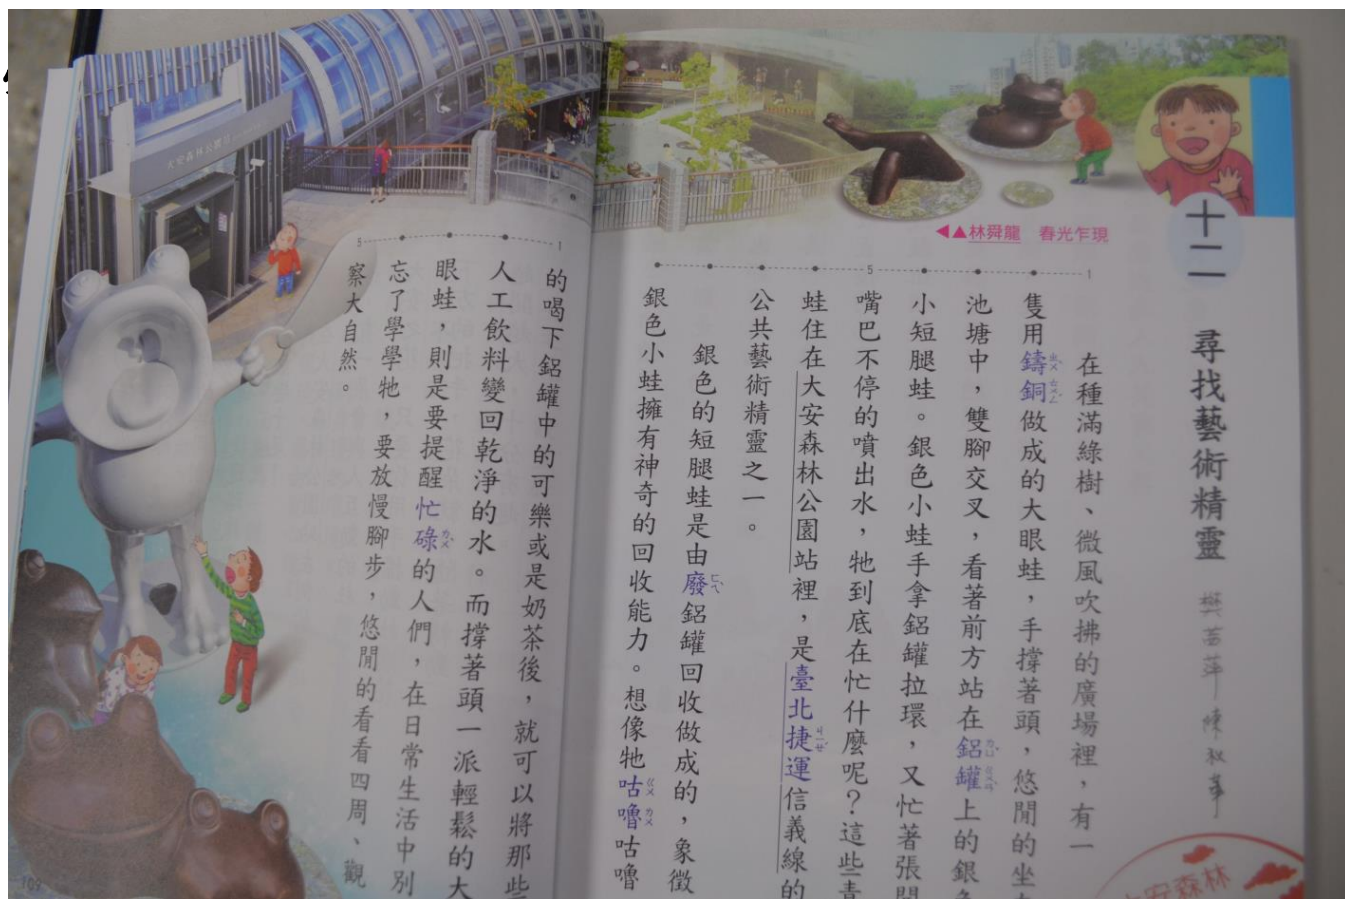 十二
尋找藝術精靈
林舜龍 春光乍現
在種滿綠樹、微風吹拂的廣場裡,有一
隻用鑄銅做成的大眼蛙,手撐著頭,悠閒的坐
池塘中,雙腳交叉,看著前方站在鋁罐上的銀
小短腿蛙。銀色小蛙手拿鋁罐拉環,又忙著張
嘴巴不停的噴出水,牠到底在忙什麼呢?這些青
蛙住在大安森林公園站裡,是臺北捷運信義線的
公共藝術精靈之一。
銀色的短腿蛙是由廢鋁罐回收做成的,象徵
銀色小蛙擁有神奇的回收能力。想像牠咕嚕咕嚕
的喝下鋁罐中的可樂或是奶茶後,就可以將那些
人工飲料變回乾淨的水。而撐著頭一派輕鬆的大
眼蛙,則是要提醒忙碌的人們,在日常生活中別
忘了學學牠,要放慢腳步,悠閒的看看四周、觀
察大自然。
大安森林公園站
安森林
109